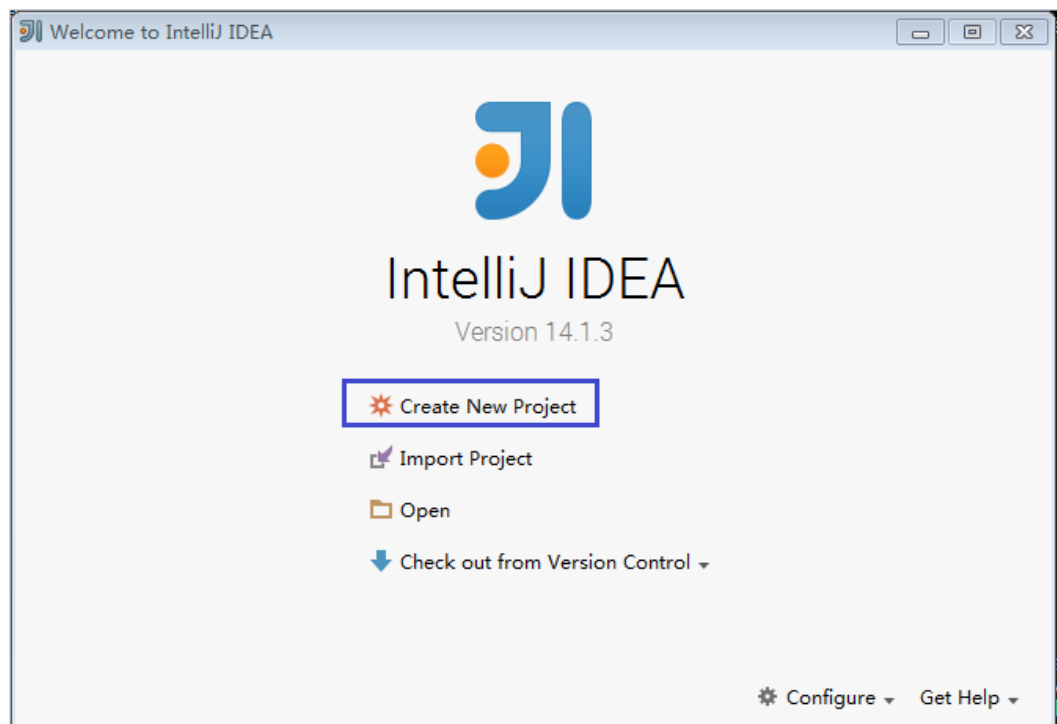 Welcome to IntelliJ IDEA
IntelliJ IDEA
Version 14.1.3
Create New Project
Import Project
Open
Check out from Version Control
Configure Get Help